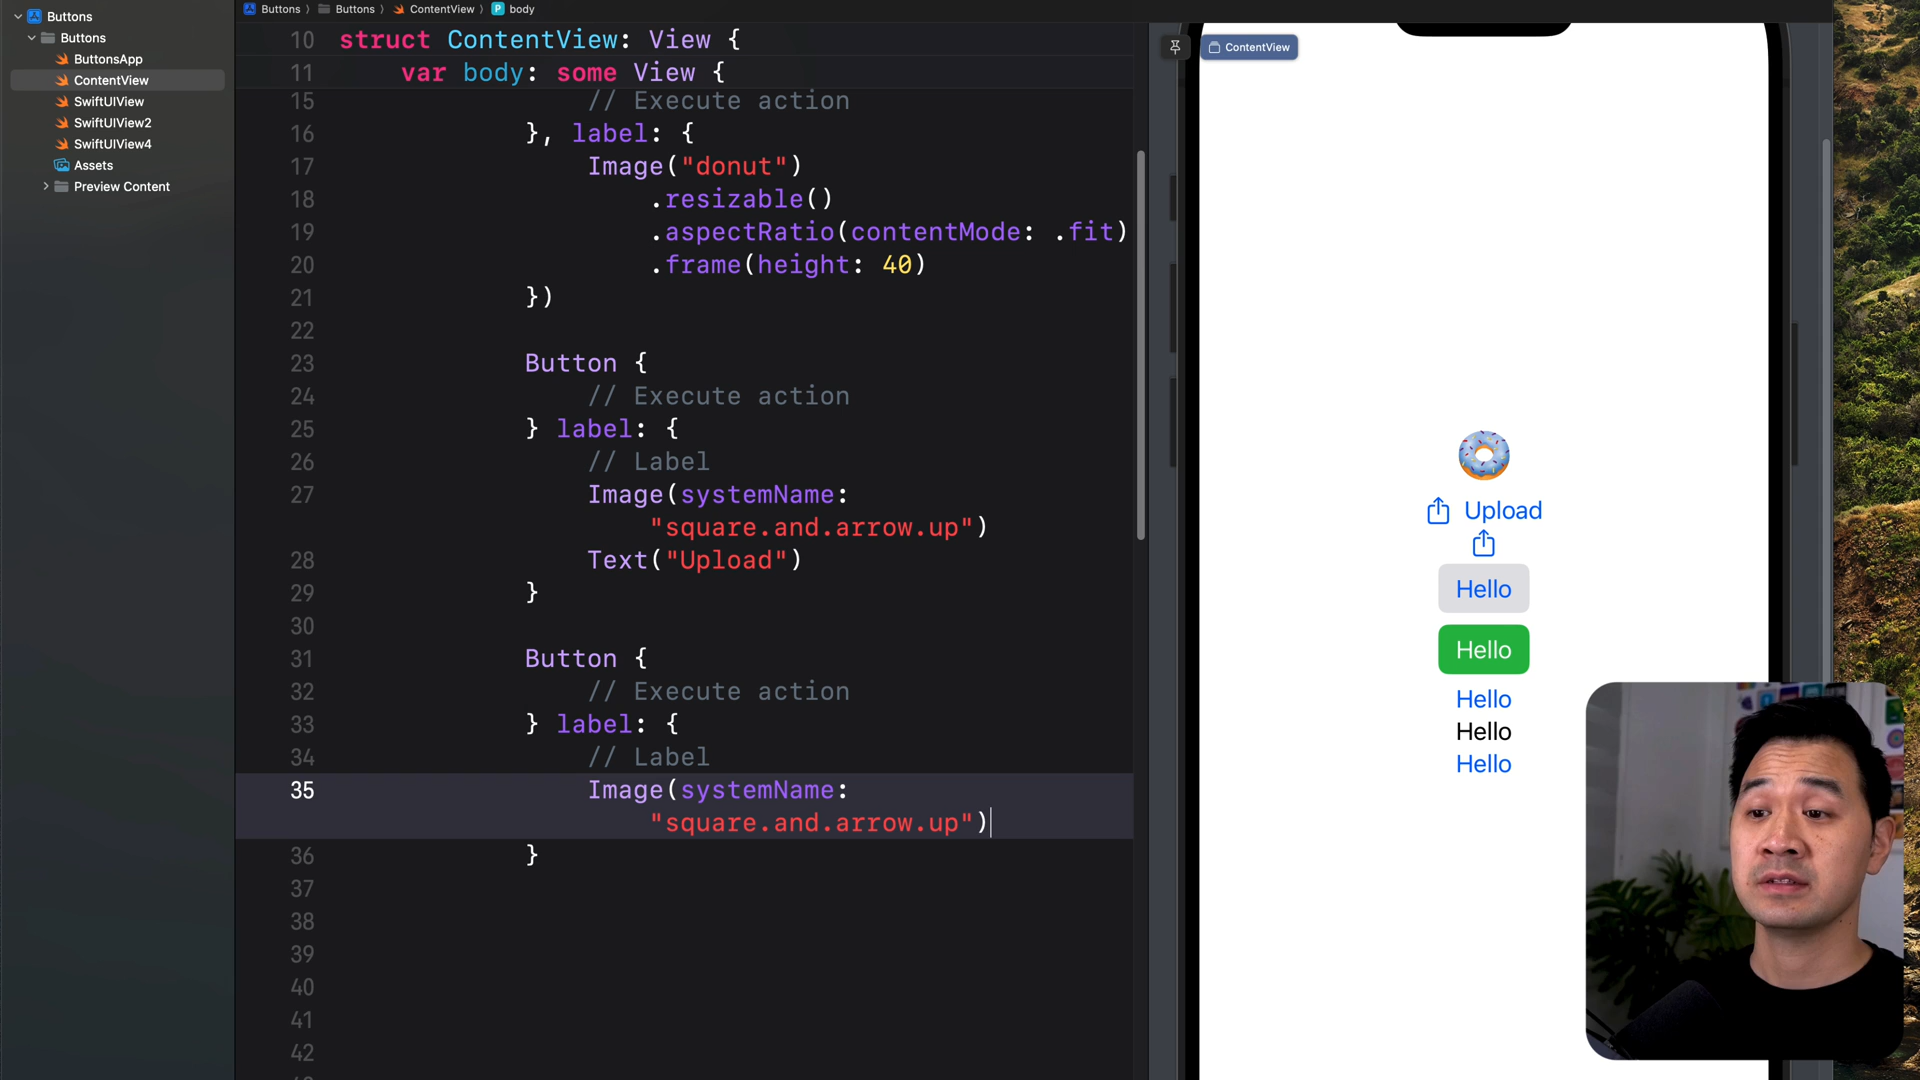 Buttons
Buttons
ButtonsApp
ContentView
SwiftUIView
SwiftUIView2
SwiftUIView4
Assets
Preview Content
Buttons 〉 Buttons 〉 ContentView 〉 P body
10 struct ContentView: View {
11 var body: some View {
15 // Execute action
16 }, label: {
17 Image("donut")
18 .resizable()
19 .aspectRatio(contentMode: .fit)
20 .frame(height: 40)
21 })
22
23 Button {
24 // Execute action
25 } label: {
26 // Label
27 Image(systemName:
"square.and.arrow.up")
28 Text("Upload")
29 }
30
31 Button {
32 // Execute action
33 } label: {
34 // Label
35 Image(systemName:
"square.and.arrow.up")
36 }
37
38
39
40
41
42
ContentView
Upload
Hello
Hello
Hello
Hello
Hello